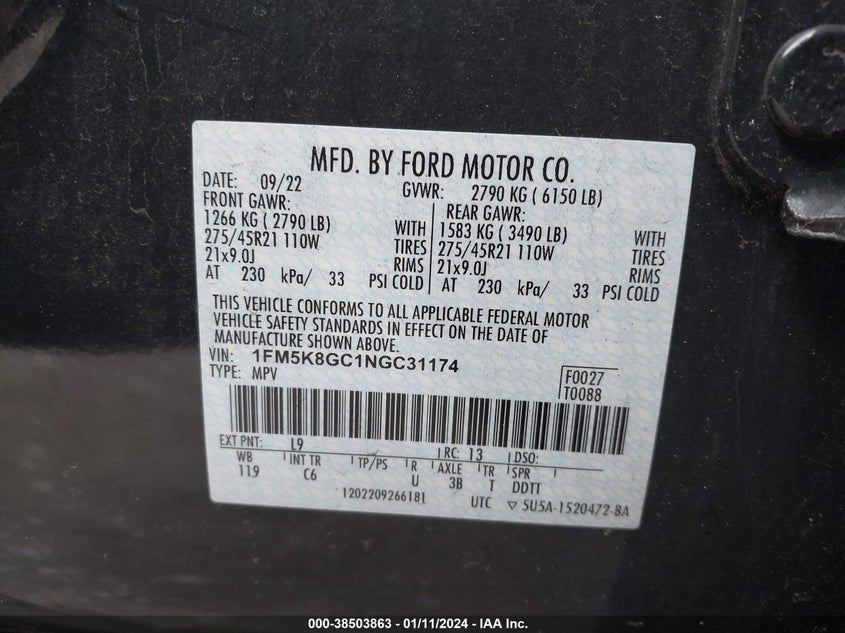 MFD. BY FORD MOTOR CO.
DATE: 09/22 GVWR: 2790 KG ( 6150 LB)
FRONT GAWR: REAR GAWR:
1266 KG ( 2790 LB) WITH 1583 KG ( 3490 LB) WITH
275/45R21 110W TIRES 275/45R21 110W TIRES
21x9.0J RIMS 21x9.0J RIMS
AT 230 kPa/ 33 PSI COLD AT 230 kPa/ 33 PSI COLD
THIS VEHICLE CONFORMS TO ALL APPLICABLE FEDERAL MOTOR
VEHICLE SAFETY STANDARDS IN EFFECT ON THE DATE OF
MANUFACTURE SHOWN ABOVE.
VIN: 1FM5K8GC1NGC31174
TYPE: MPV F0027
T0088
EXT PNT: L9 RC: 13 DSO:
WB INT TR TP/PS R AXLE TR SPR
119 C6 U 3B T DDTT
1202209266181 UTC ▽ 5U5A-1520472-BA
000-38503863 - 01/11/2024 - IAA Inc.